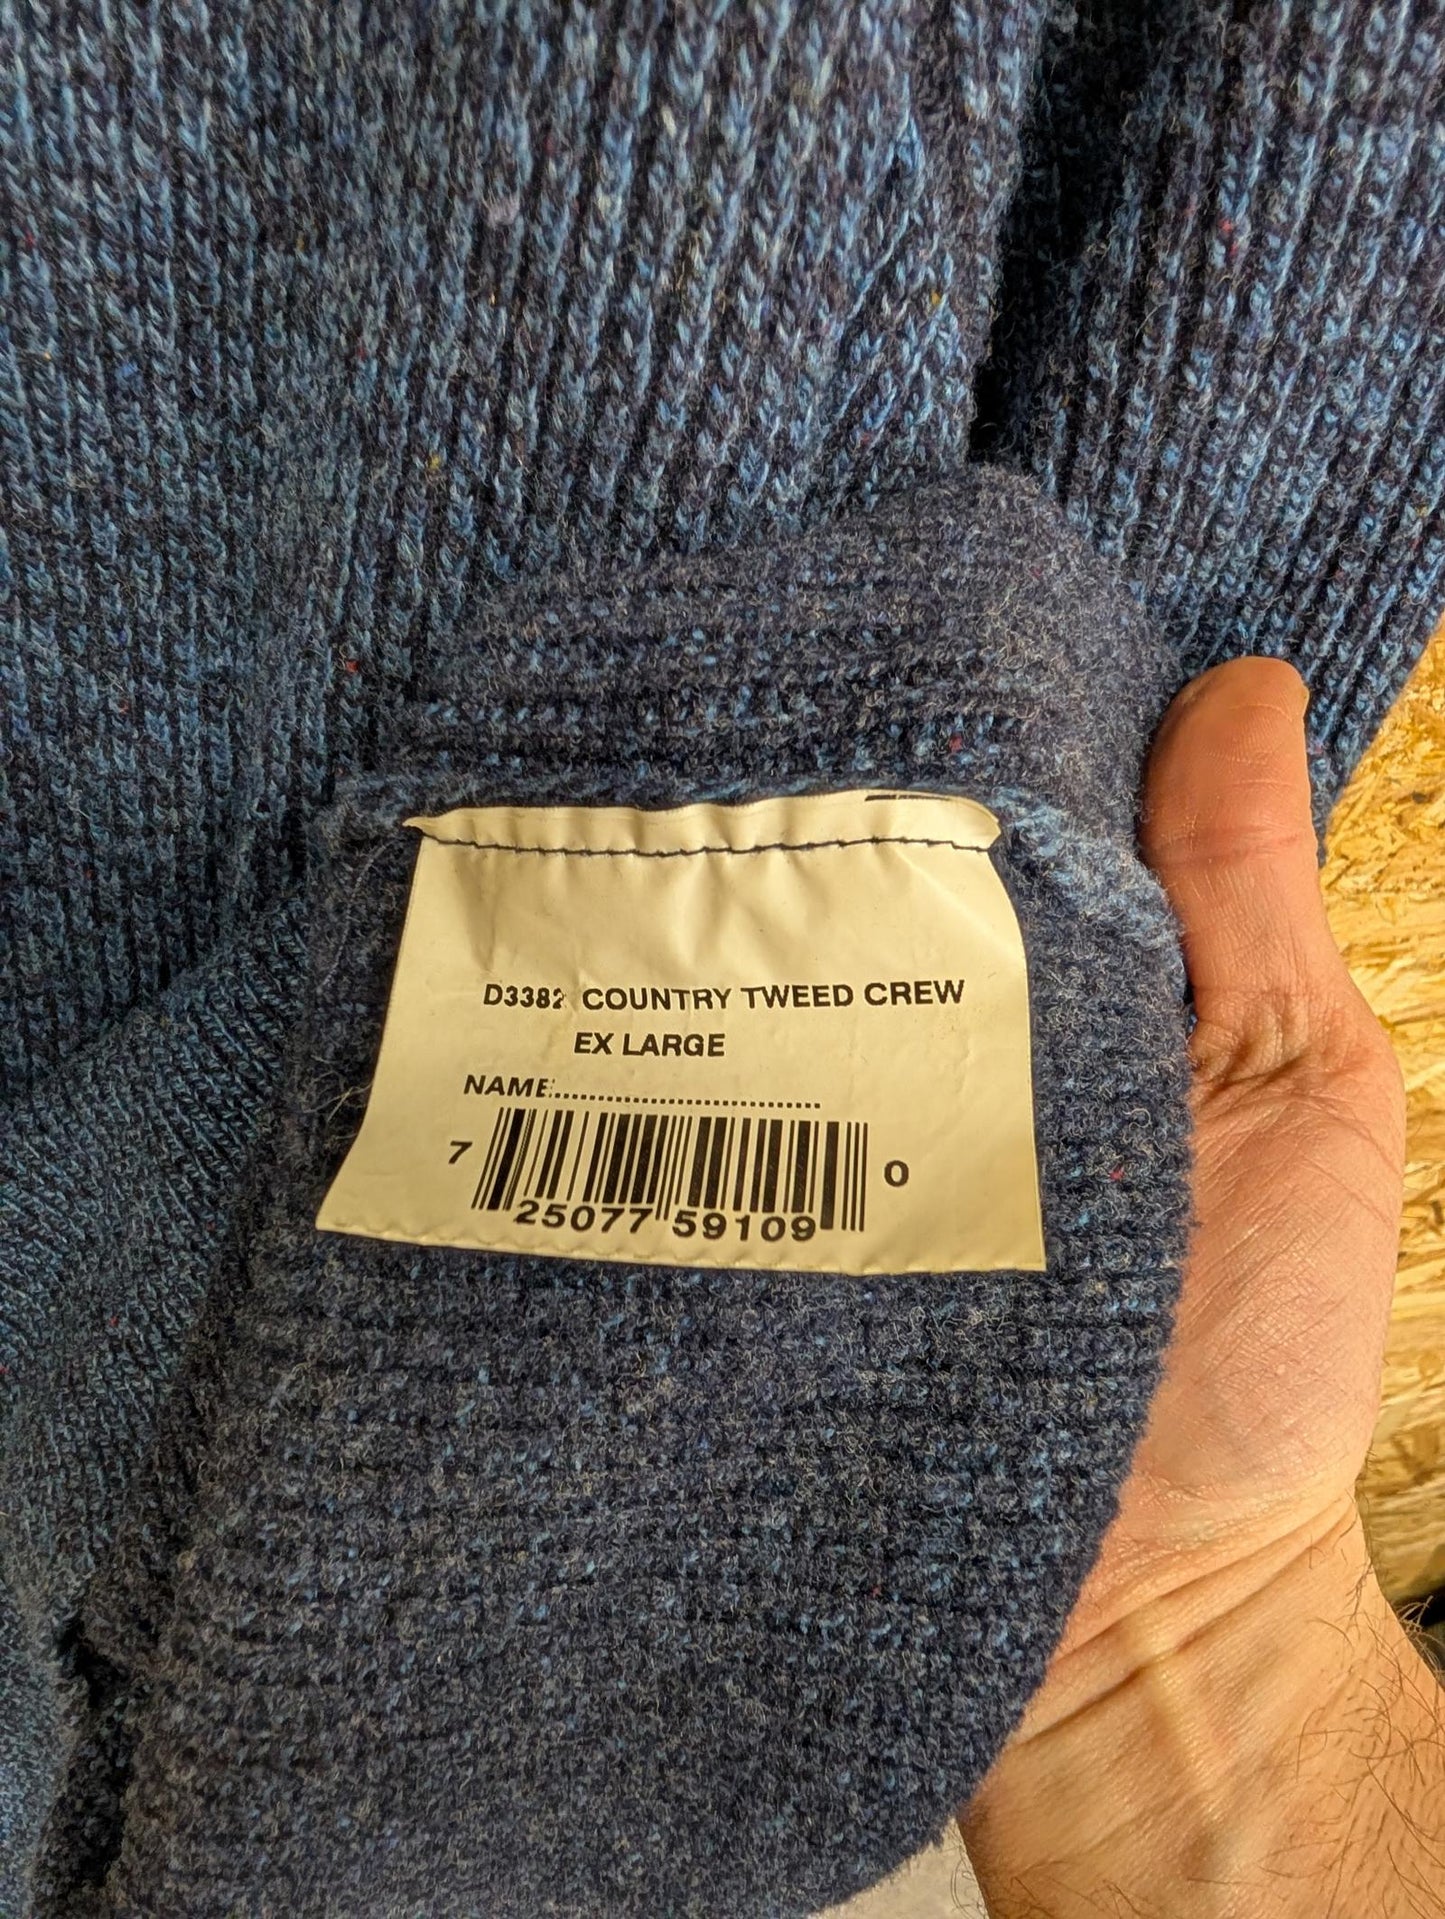 D3382 COUNTRY TWEED CREW
EX LARGE
NAME:..............................
7 25077 59109 0